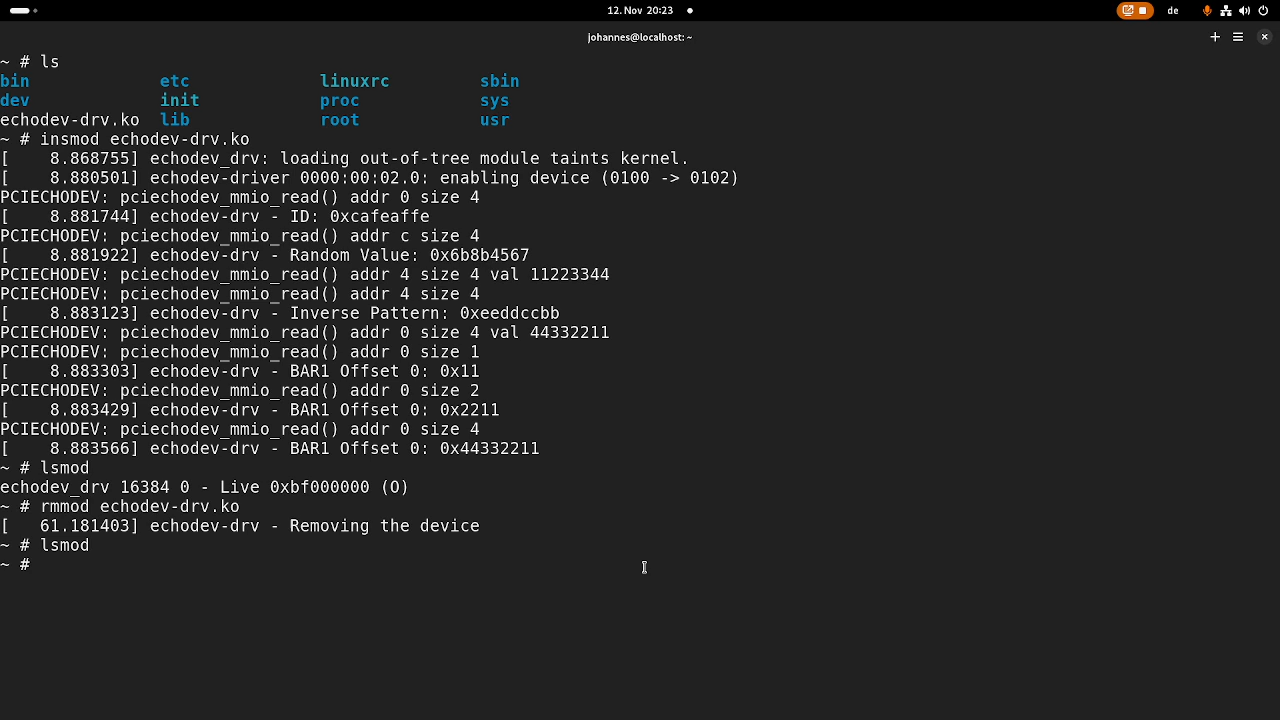 12. Nov 20:23
de
johannes@localhost: ~
~ # ls
bin etc linuxrc sbin
dev init proc sys
echodev-drv.ko lib root usr
~ # insmod echodev-drv.ko
[    8.868755] echodev_drv: loading out-of-tree module taints kernel.
[    8.880501] echodev-driver 0000:00:02.0: enabling device (0100 -> 0102)
PCIECHODEV: pciechodev_mmio_read() addr 0 size 4
[    8.881744] echodev-drv - ID: 0xcafeaffe
PCIECHODEV: pciechodev_mmio_read() addr c size 4
[    8.881922] echodev-drv - Random Value: 0x6b8b4567
PCIECHODEV: pciechodev_mmio_read() addr 4 size 4 val 11223344
PCIECHODEV: pciechodev_mmio_read() addr 4 size 4
[    8.883123] echodev-drv - Inverse Pattern: 0xeeddccbb
PCIECHODEV: pciechodev_mmio_read() addr 0 size 4 val 44332211
PCIECHODEV: pciechodev_mmio_read() addr 0 size 1
[    8.883303] echodev-drv - BAR1 Offset 0: 0x11
PCIECHODEV: pciechodev_mmio_read() addr 0 size 2
[    8.883429] echodev-drv - BAR1 Offset 0: 0x2211
PCIECHODEV: pciechodev_mmio_read() addr 0 size 4
[    8.883566] echodev-drv - BAR1 Offset 0: 0x44332211
~ # lsmod
echodev_drv 16384 0 - Live 0xbf000000 (O)
~ # rmmod echodev-drv.ko
[   61.181403] echodev-drv - Removing the device
~ # lsmod
~ #